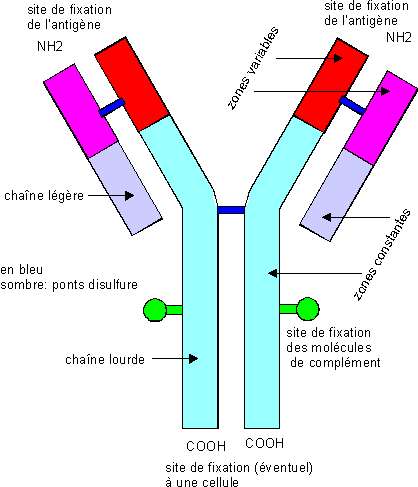 site de fixation
de l'antigène
NH2
site de fixation
de l'antigène
NH2
zones variables
chaîne légère
zones constantes
en bleu
sombre: ponts disulfure
site de fixation
des molécules
de complément
chaîne lourde
COOH
COOH
site de fixation (éventuel)
à une cellule